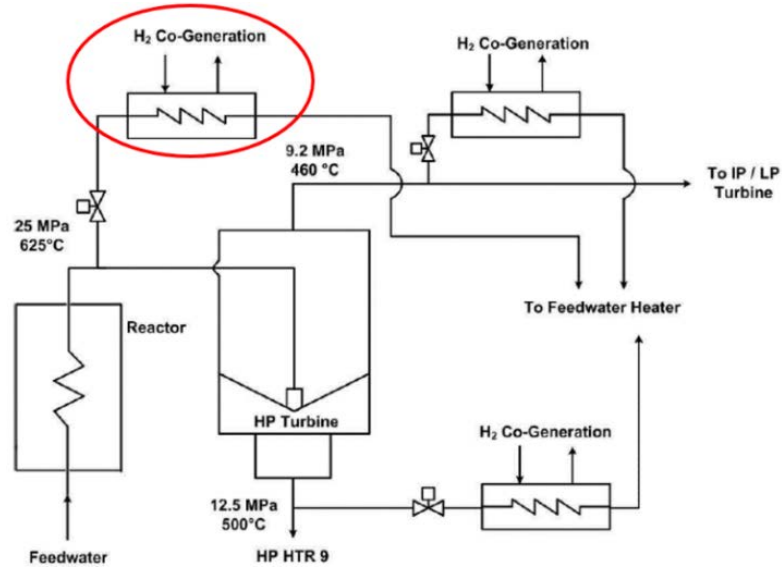 H₂ Co-Generation
H₂ Co-Generation
9.2 MPa
460 °C
To IP / LP
Turbine
25 MPa
625°C
Reactor
To Feedwater Heater
HP Turbine
H₂ Co-Generation
12.5 MPa
500°C
Feedwater
HP HTR 9